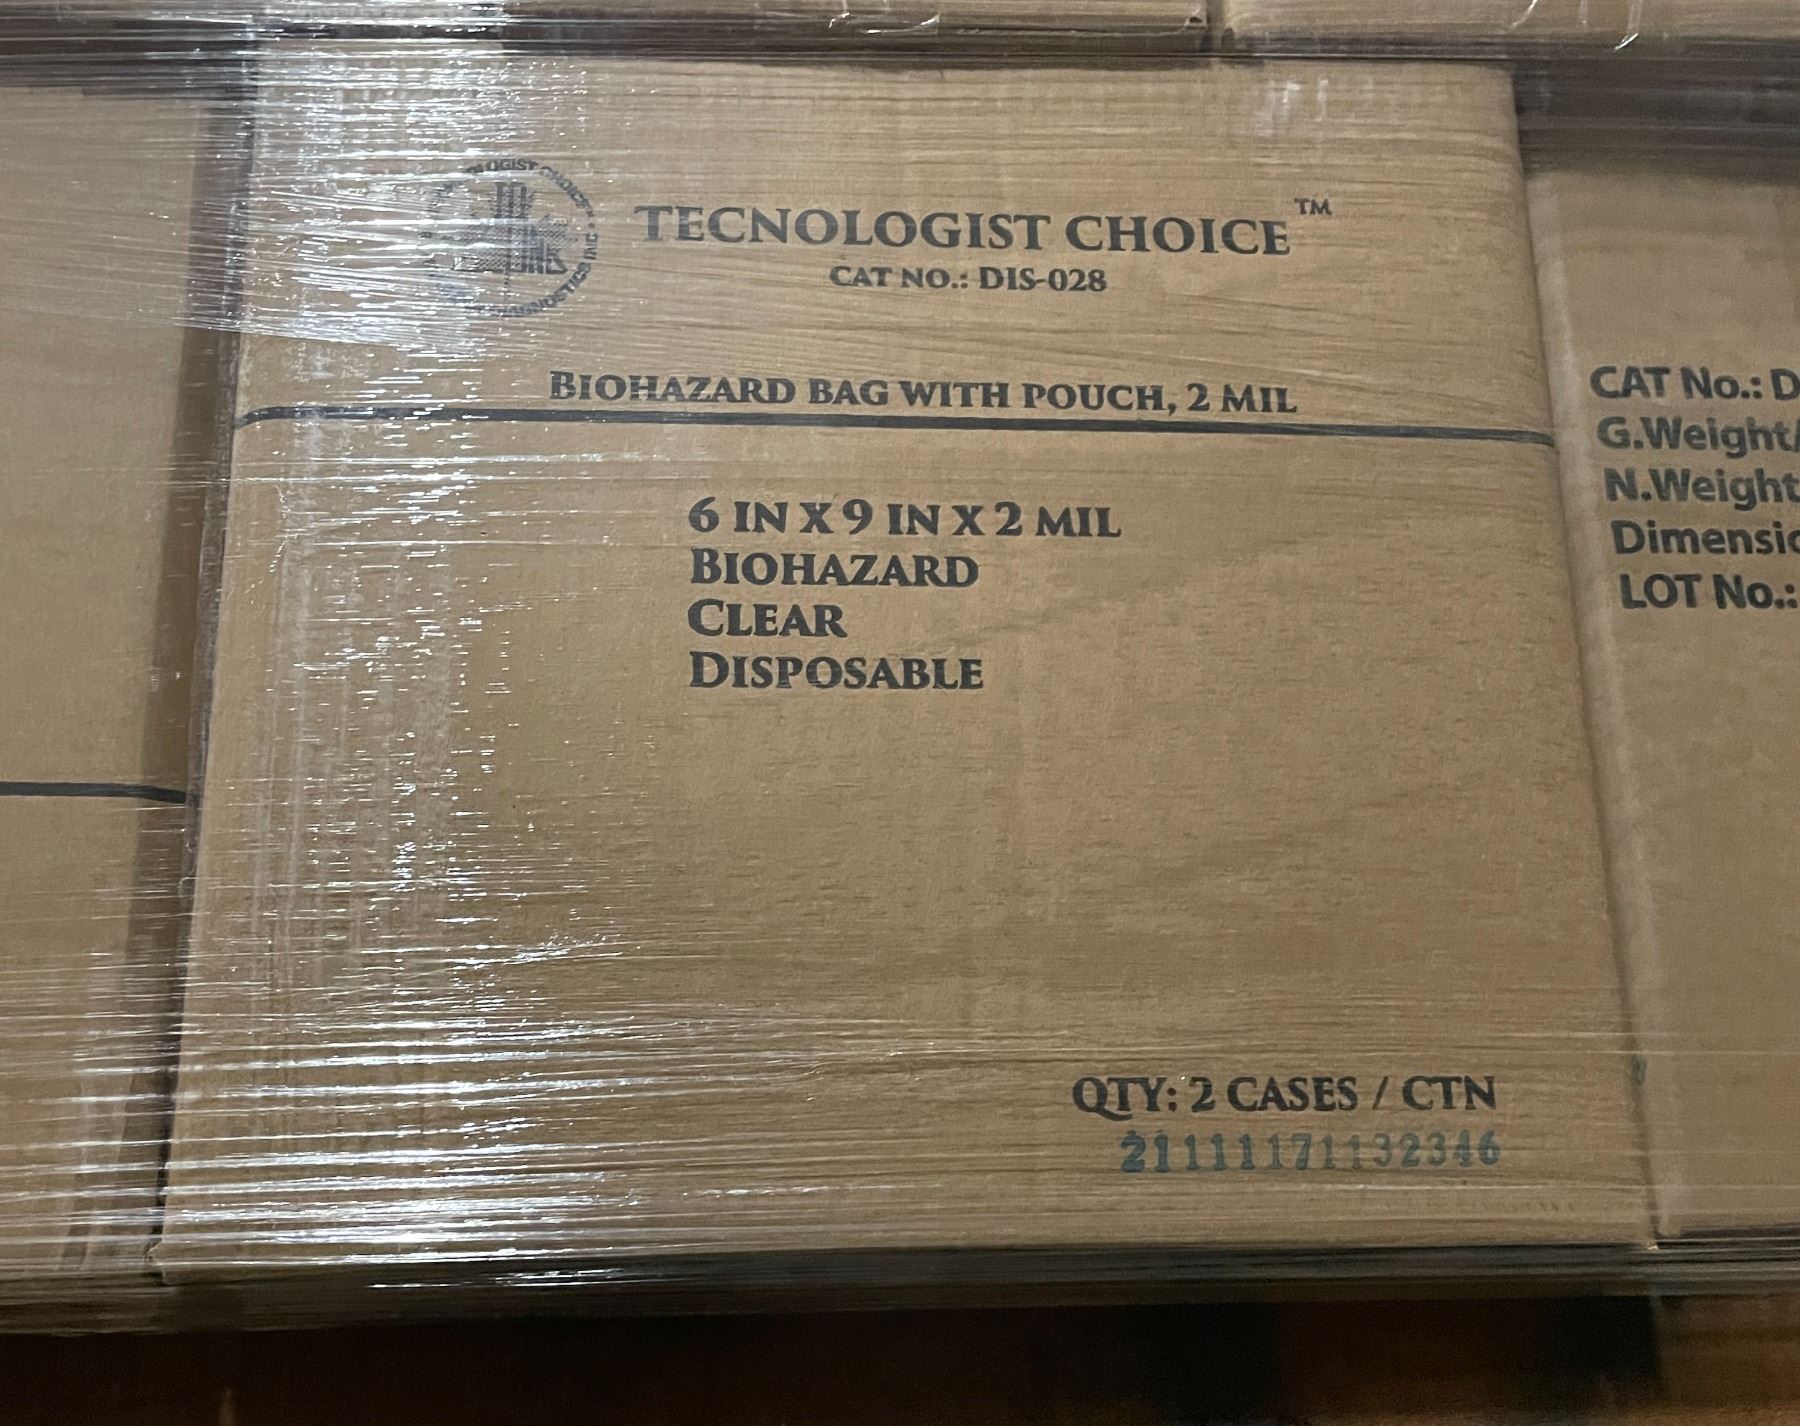 TECNOLOGIST CHOICE™
CAT NO.: DIS-028
BIOHAZARD BAG WITH POUCH, 2 MIL
6 IN X 9 IN X 2 MIL
BIOHAZARD
CLEAR
DISPOSABLE
QTY: 2 CASES / CTN
21111171132346
CAT No.: D
G.Weight/
N.Weight
Dimensio
LOT No.: